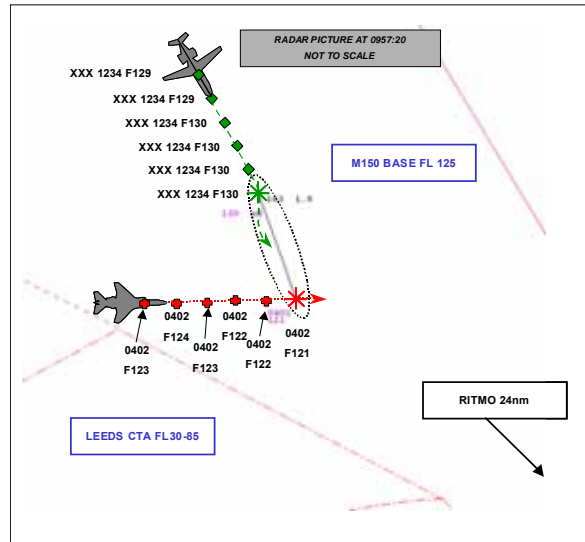 RADAR PICTURE AT 0957:20
NOT TO SCALE
XXX 1234 F129
XXX 1234 F129
XXX 1234 F130
XXX 1234 F130
XXX 1234 F130
XXX 1234 F130
M150 BASE FL 125
0402
F123
0402
F124
0402
F123
0402
F122
0402
F122
0402
F121
LEEDS CTA FL30-85
RITMO 24nm